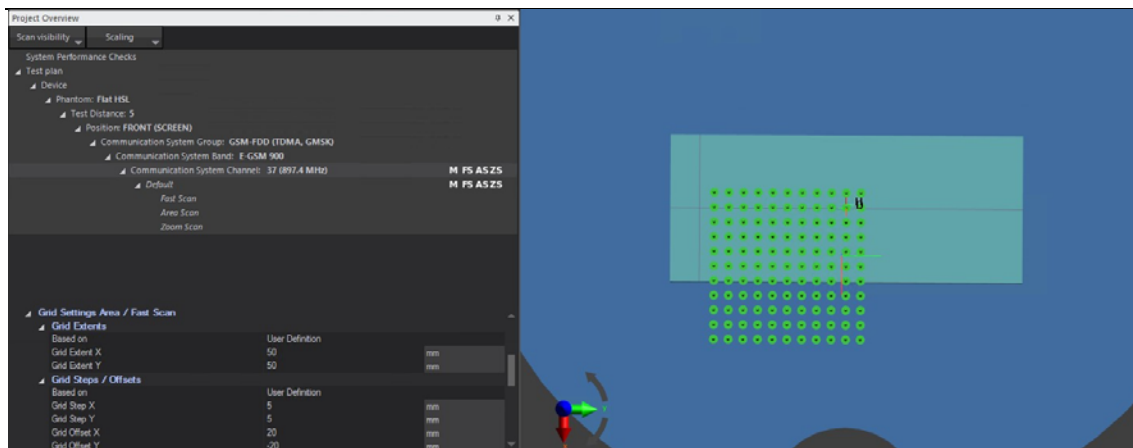 Project Overview
Scan visibility Scaling
System Performance Checks
Test plan
Device
Phantom: Flat HSL
Test Distance: 5
Position: FRONT (SCREEN)
Communication System Group: GSM-FDD (TDMA, GMSK)
Communication System Band: E-GSM 900
Communication System Channel: 37 (897.4 MHz) M FS AS ZS
Default M FS AS ZS
Fast Scan
Area Scan
Zoom Scan
Grid Settings Area / Fast Scan
Grid Extents
Based on User Definition
Grid Extent X 50 mm
Grid Extent Y 50 mm
Grid Steps / Offsets
Based on User Definition
Grid Step X 5 mm
Grid Step Y 5 mm
Grid Offset X 20 mm
Grid Offset Y -20 mm